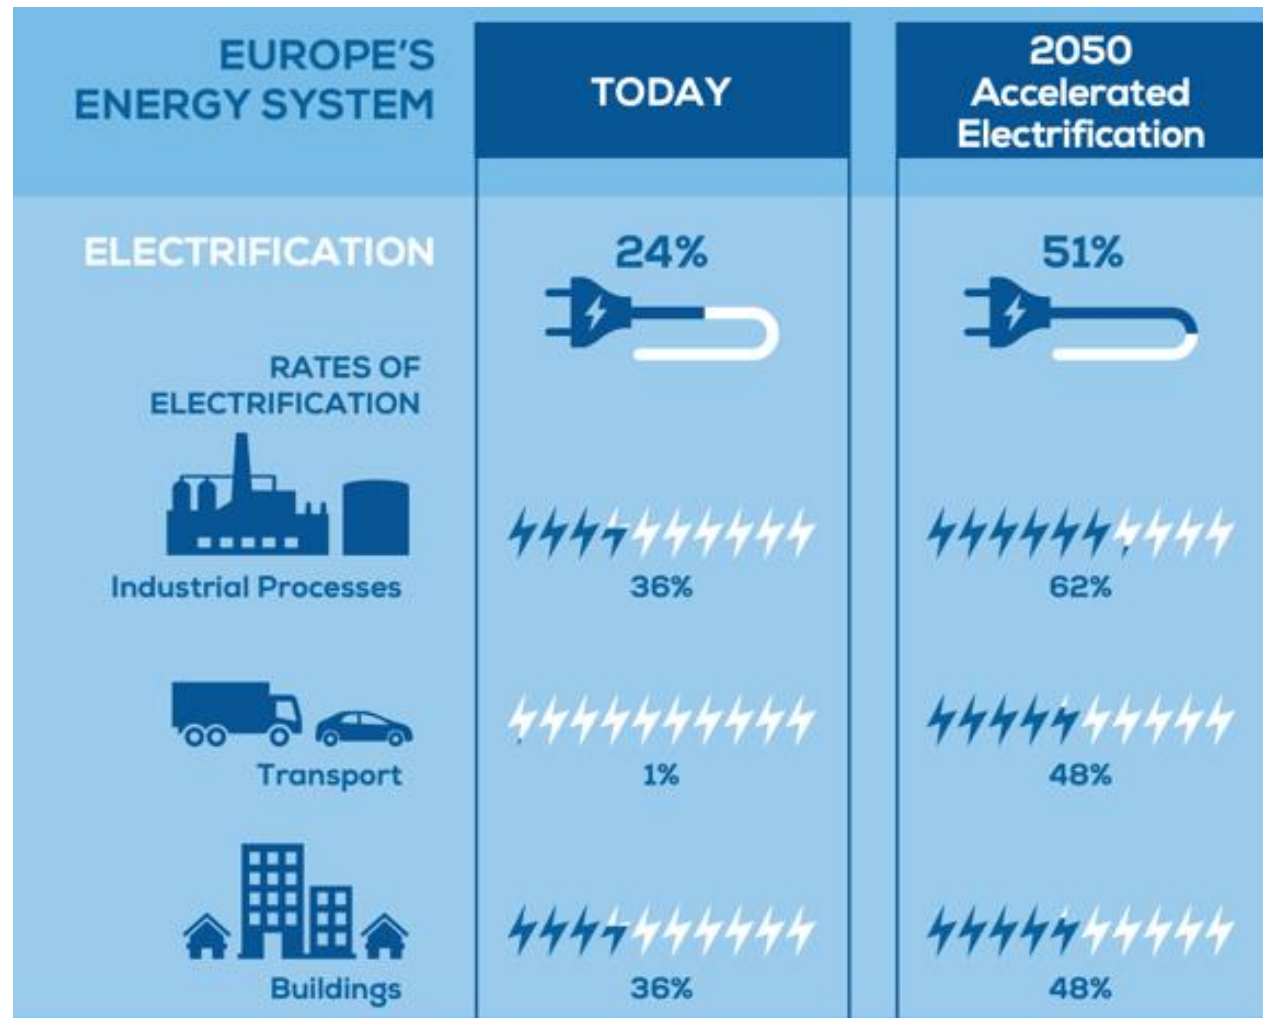 EUROPE'S
ENERGY SYSTEM
TODAY
2050
Accelerated
Electrification
ELECTRIFICATION
24%
51%
RATES OF
ELECTRIFICATION
Industrial Processes
36%
62%
Transport
1%
48%
Buildings
36%
48%